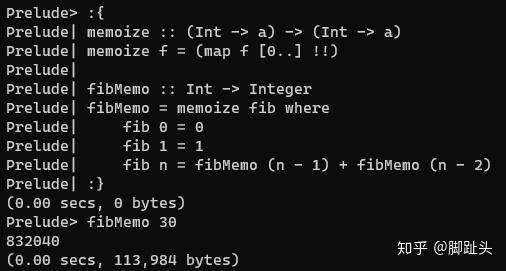 Prelude> :{
Prelude| memoize :: (Int -> a) -> (Int -> a)
Prelude| memoize f = (map f [0..] !!)
Prelude|
Prelude| fibMemo :: Int -> Integer
Prelude| fibMemo = memoize fib where
Prelude|     fib 0 = 0
Prelude|     fib 1 = 1
Prelude|     fib n = fibMemo (n - 1) + fibMemo (n - 2)
Prelude| :}
(0.00 secs, 0 bytes)
Prelude> fibMemo 30
832040
(0.00 secs, 113,984 bytes)
知乎 @脚趾头